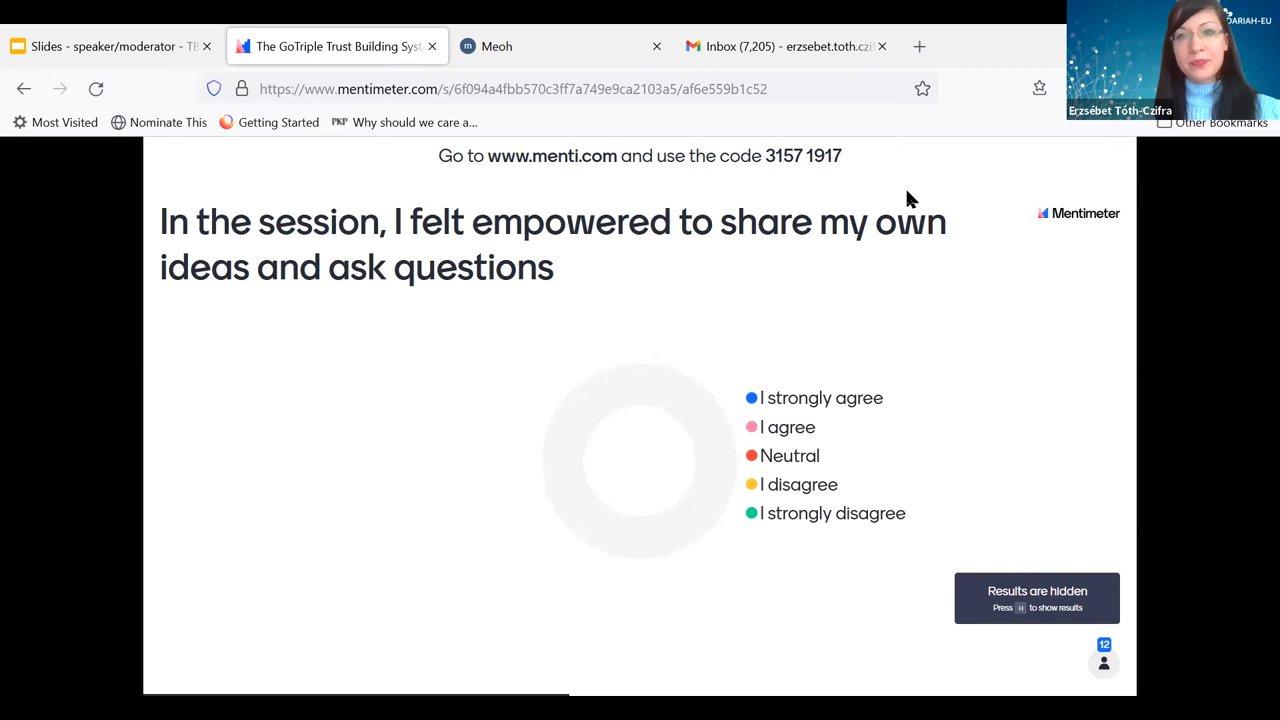 Slides - speaker/moderator - TE
The GoTriple Trust Building Syst
m Meoh
Inbox (7,205) - erzsebet.toth.czif
DARIAH-EU
https://www.mentimeter.com/s/6f094a4fbb570c3ff7a749e9ca2103a5/af6e559b1c52
Erzsébet Tóth-Czifra
Most Visited
Nominate This
Getting Started
PKP Why should we care a...
Other Bookmarks
Go to www.menti.com and use the code 3157 1917
In the session, I felt empowered to share my own
ideas and ask questions
Mentimeter
I strongly agree
I agree
Neutral
I disagree
I strongly disagree
Results are hidden
Press H to show results
12